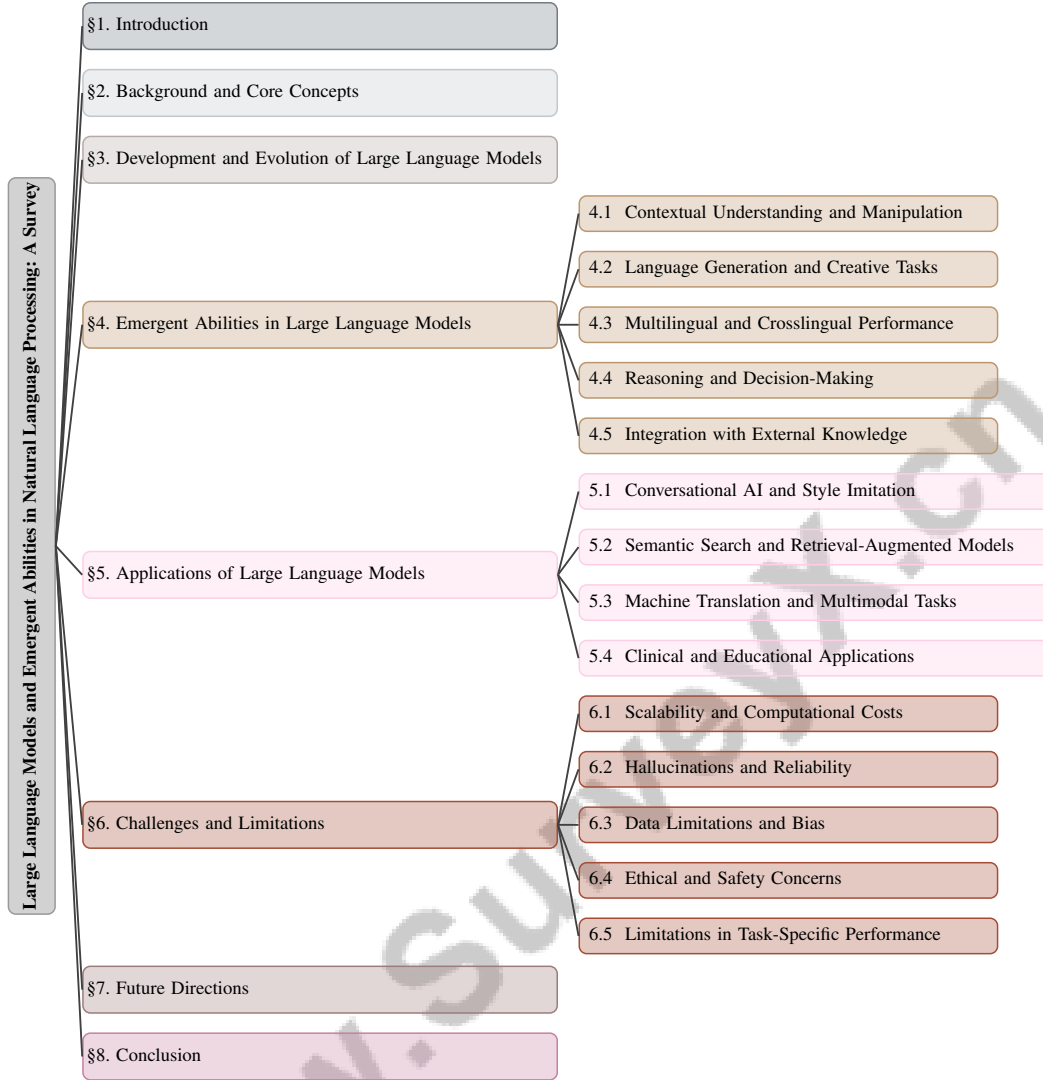 Large Language Models and Emergent Abilities in Natural Language Processing: A Survey
§1. Introduction
§2. Background and Core Concepts
§3. Development and Evolution of Large Language Models
§4. Emergent Abilities in Large Language Models
4.1 Contextual Understanding and Manipulation
4.2 Language Generation and Creative Tasks
4.3 Multilingual and Crosslingual Performance
4.4 Reasoning and Decision-Making
4.5 Integration with External Knowledge
§5. Applications of Large Language Models
5.1 Conversational AI and Style Imitation
5.2 Semantic Search and Retrieval-Augmented Models
5.3 Machine Translation and Multimodal Tasks
5.4 Clinical and Educational Applications
§6. Challenges and Limitations
6.1 Scalability and Computational Costs
6.2 Hallucinations and Reliability
6.3 Data Limitations and Bias
6.4 Ethical and Safety Concerns
6.5 Limitations in Task-Specific Performance
§7. Future Directions
§8. Conclusion
w.SurveyX.cn